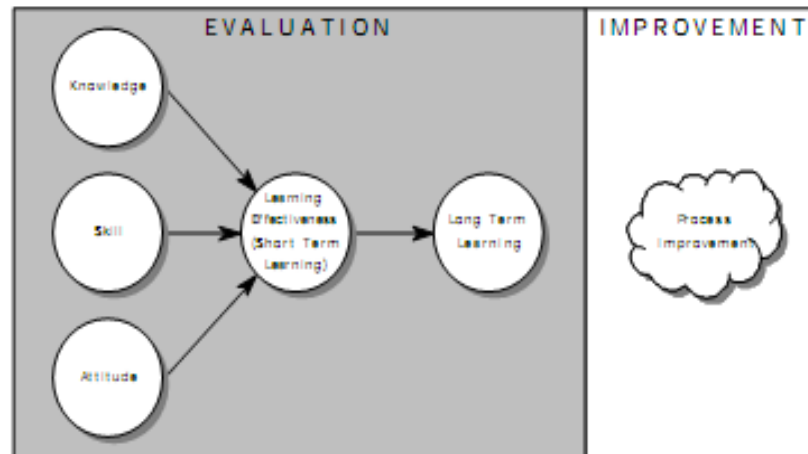 EVALUATION
IMPROVEMENT
Knowledge
Skill
Attitude
Learning
Effectiveness
(Short Term
Learning)
Long Term
Learning
Process
Improvement